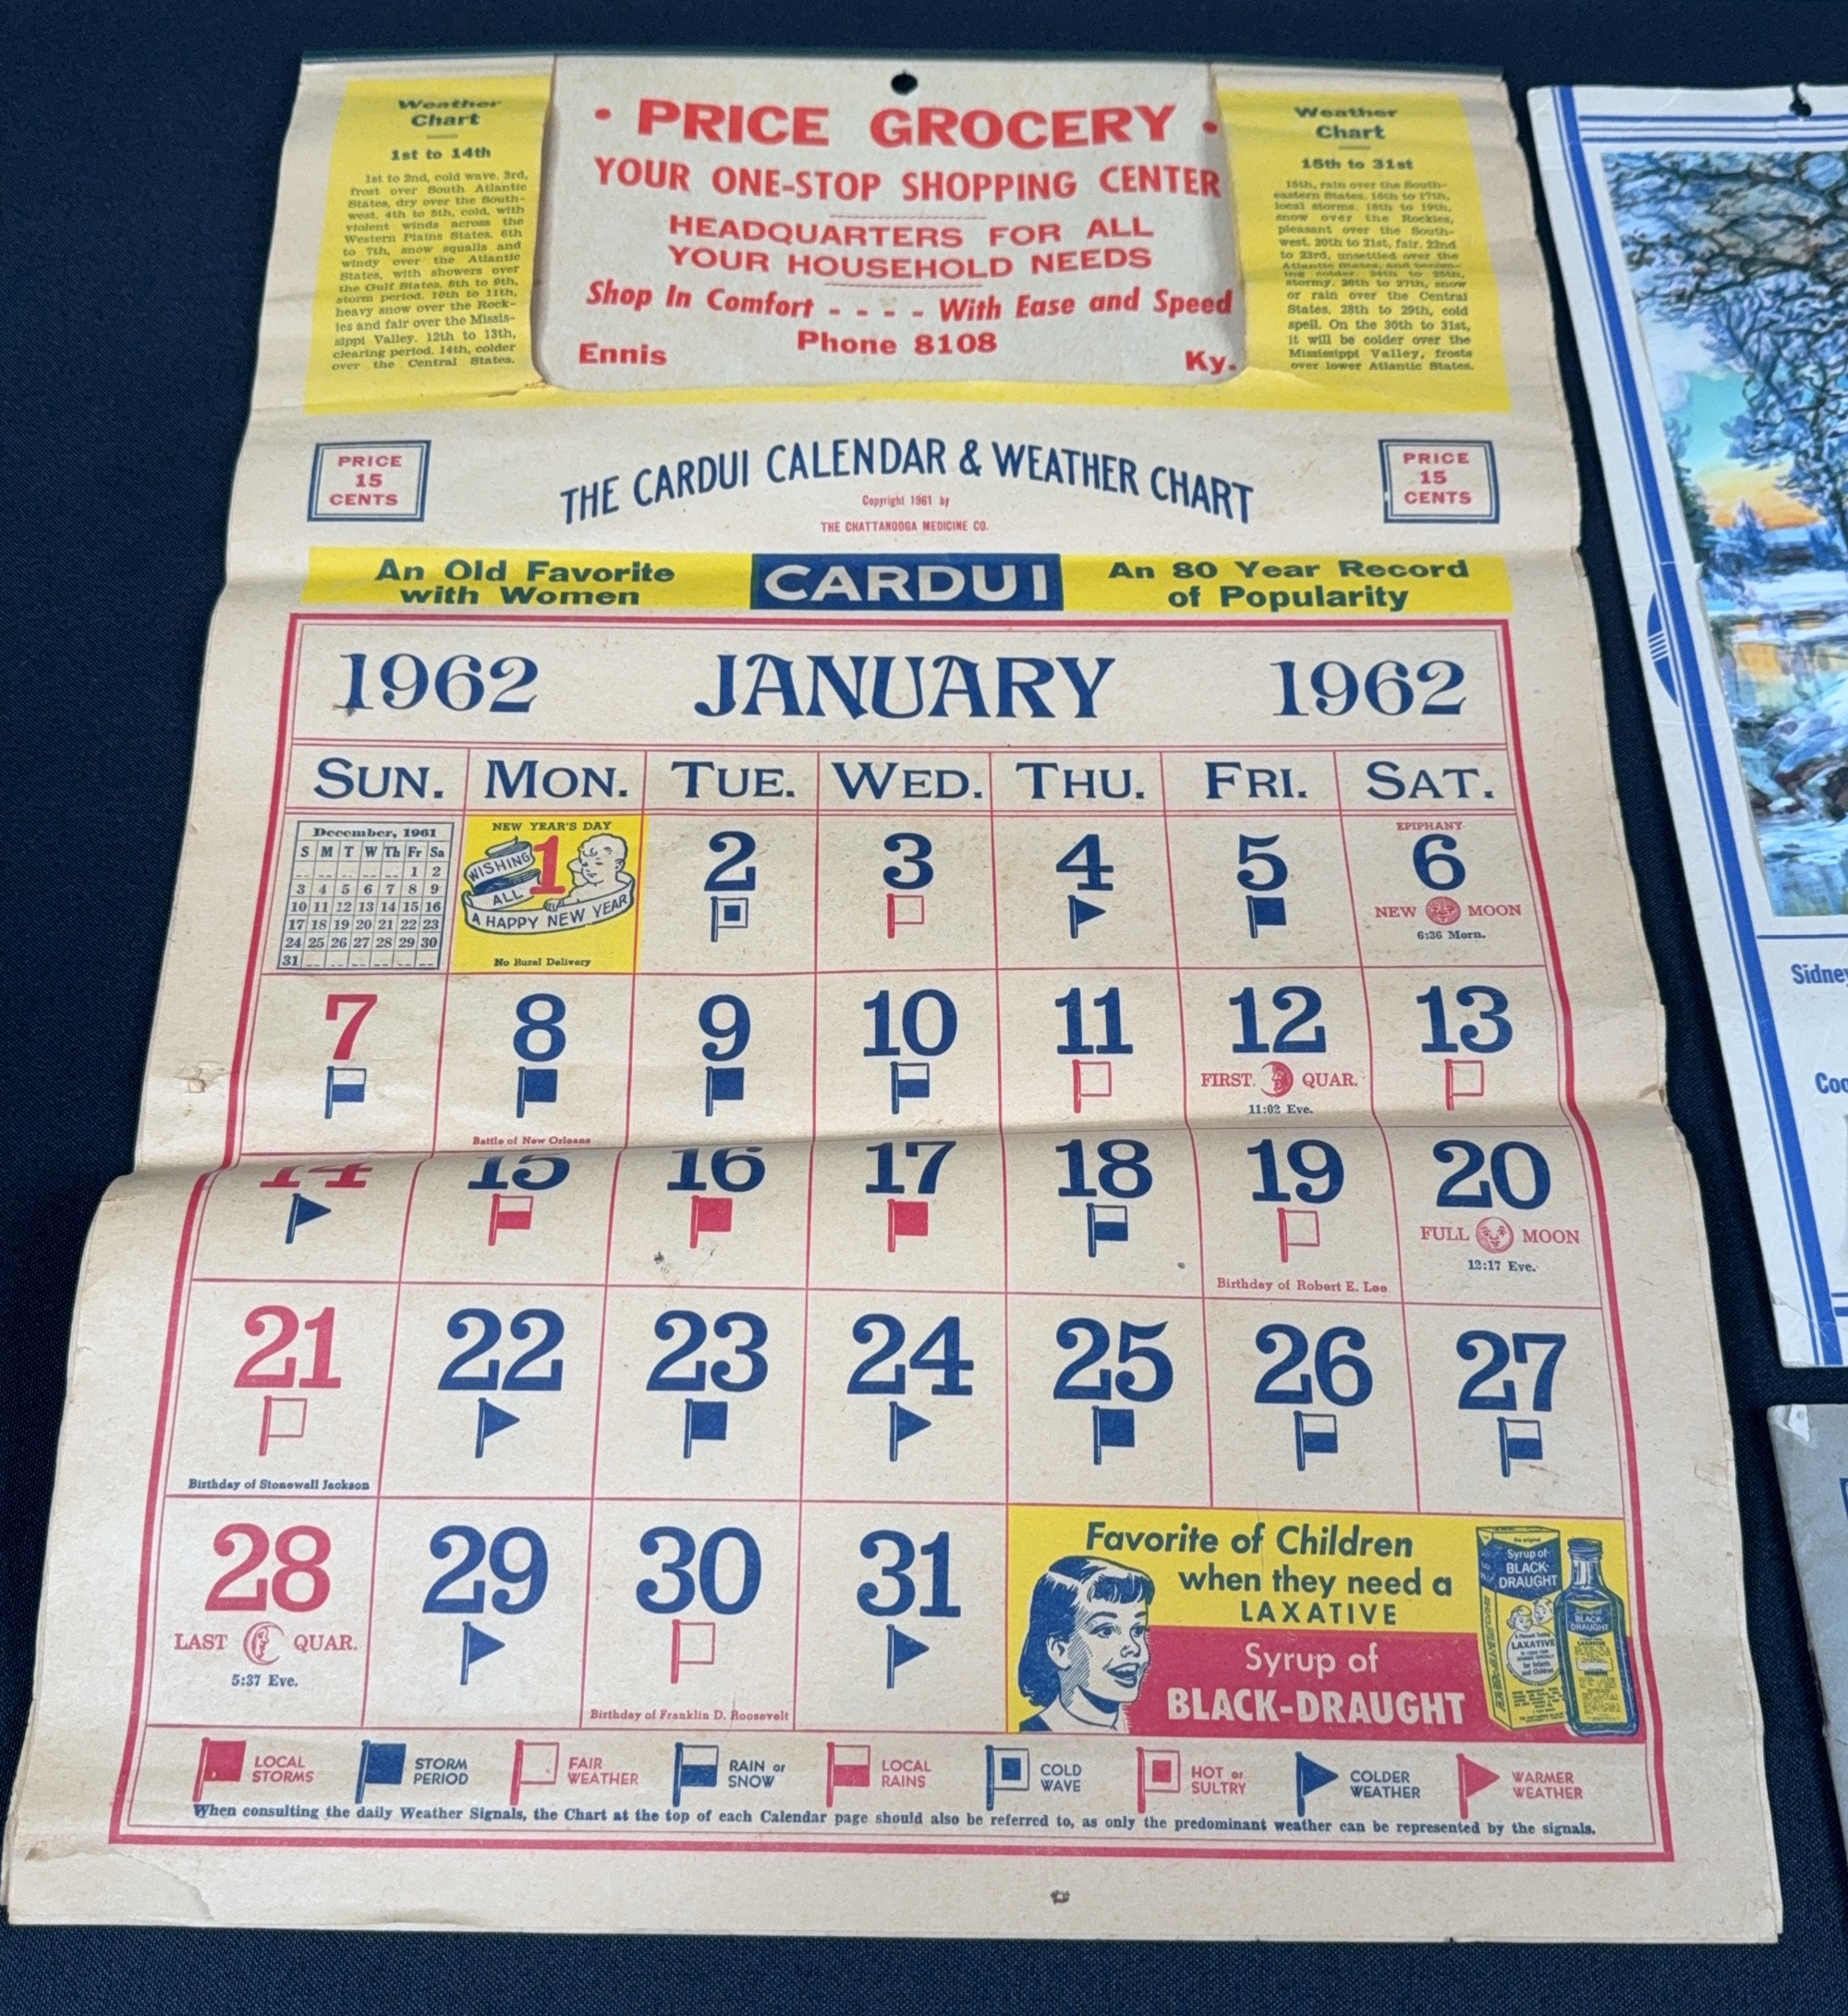 Weather
Chart
1st to 14th
1st to 2nd, cold wave. 3rd,
frost over South Atlantic
States, dry over the South-
west. 4th to 5th, cold, with
violent winds across the
Western Plains States. 6th
to 7th, snow squalls and
windy over the Atlantic
States, with showers over
the Gulf States. 8th to 9th,
storm period. 10th to 11th,
heavy snow over the Rock-
ies and fair over the Missis-
sippi Valley. 12th to 13th,
clearing period. 14th, colder
over the Central States.
• PRICE GROCERY •
YOUR ONE-STOP SHOPPING CENTER
HEADQUARTERS FOR ALL
YOUR HOUSEHOLD NEEDS
Shop In Comfort - - - - With Ease and Speed
Phone 8108
Ennis Ky.
Weather
Chart
15th to 31st
15th, rain over the South-
eastern States. 16th to 17th,
local storms. 18th to 19th,
snow over the Rockies,
pleasant over the South-
west. 20th to 21st, fair. 22nd
to 23rd, unsettled over the
Atlantic States, and becom-
ing colder. 24th to 25th,
stormy. 26th to 27th, snow
or rain over the Central
States. 28th to 29th, cold
spell. On the 30th to 31st,
it will be colder over the
Mississippi Valley, frosts
over lower Atlantic States.
PRICE
15
CENTS
THE CARDUI CALENDAR & WEATHER CHART
Copyright 1961 by
THE CHATTANOOGA MEDICINE CO.
PRICE
15
CENTS
An Old Favorite
with Women
CARDUI
An 80 Year Record
of Popularity
1962 JANUARY 1962
SUN. MON. TUE. WED. THU. FRI. SAT.
December, 1961
S M T W Th Fr Sa
1 2
3 4 5 6 7 8 9
10 11 12 13 14 15 16
17 18 19 20 21 22 23
24 25 26 27 28 29 30
31
NEW YEAR'S DAY
1
WISHING
ALL
A HAPPY NEW YEAR
No Rural Delivery
2 3 4 5
EPIPHANY
6
NEW MOON
6:36 Morn.
7 8 9 10 11 12 13
FIRST QUAR.
11:02 Eve.
Battle of New Orleans
14 15 16 17 18 19 20
FULL MOON
12:17 Eve.
Birthday of Robert E. Lee
21 22 23 24 25 26 27
Birthday of Stonewall Jackson
28 29 30 31
LAST QUAR.
5:37 Eve.
Birthday of Franklin D. Roosevelt
Favorite of Children
when they need a
LAXATIVE
Syrup of
BLACK-DRAUGHT
Syrup of
BLACK-
DRAUGHT
LAXATIVE
for Infants
and Children
BLACK-
DRAUGHT
LAXATIVE
LOCAL
STORMS
STORM
PERIOD
FAIR
WEATHER
RAIN or
SNOW
LOCAL
RAINS
COLD
WAVE
HOT or
SULTRY
COLDER
WEATHER
WARMER
WEATHER
When consulting the daily Weather Signals, the Chart at the top of each Calendar page should also be referred to, as only the predominant weather can be represented by the signals.
Sidney